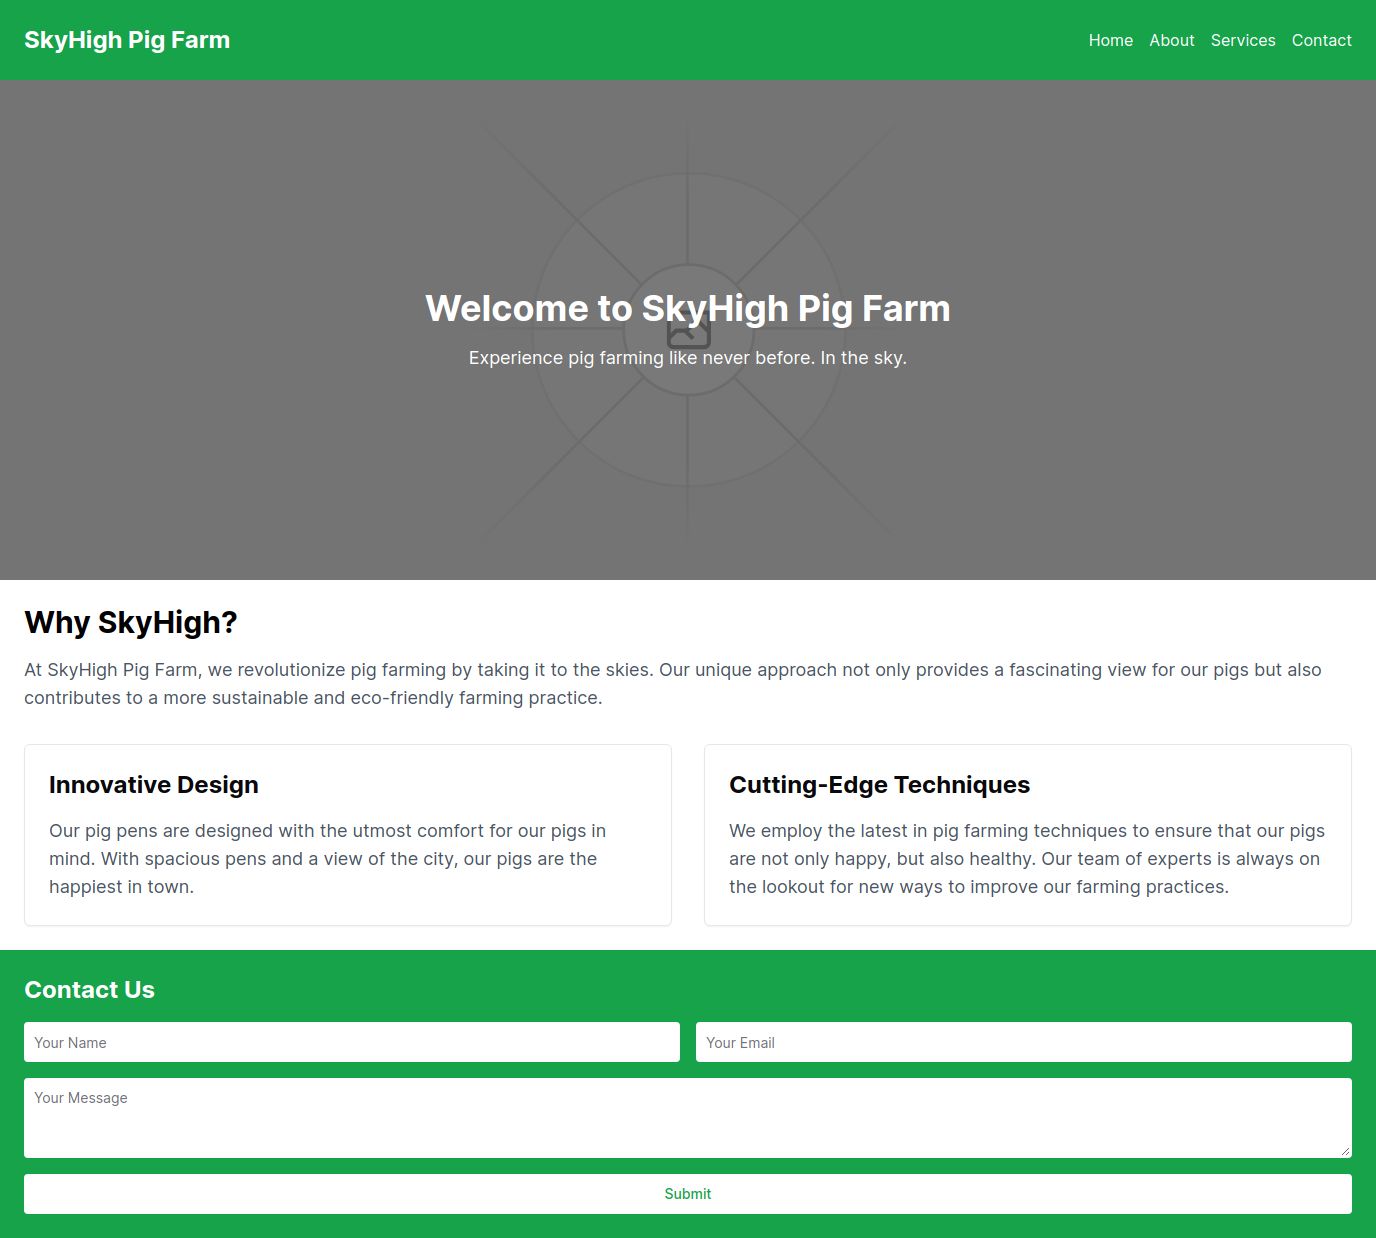 SkyHigh Pig Farm
Home About Services Contact
Welcome to SkyHigh Pig Farm
Experience pig farming like never before. In the sky.
Why SkyHigh?
At SkyHigh Pig Farm, we revolutionize pig farming by taking it to the skies. Our unique approach not only provides a fascinating view for our pigs but also
contributes to a more sustainable and eco-friendly farming practice.
Innovative Design
Our pig pens are designed with the utmost comfort for our pigs in
mind. With spacious pens and a view of the city, our pigs are the
happiest in town.
Cutting-Edge Techniques
We employ the latest in pig farming techniques to ensure that our pigs
are not only happy, but also healthy. Our team of experts is always on
the lookout for new ways to improve our farming practices.
Contact Us
Your Name
Your Email
Your Message
Submit